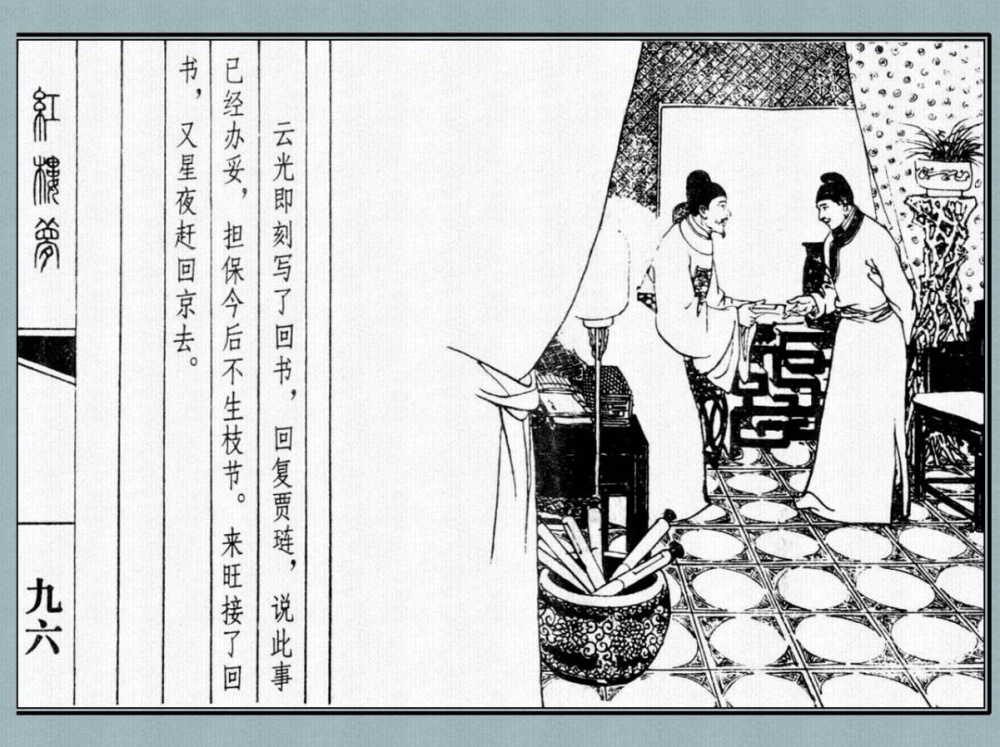 云光即刻写了回书，回复贾琏，说此事
已经办妥，担保今后不生枝节。来旺接了回
书，又星夜赶回京去。
紅樓夢
九六